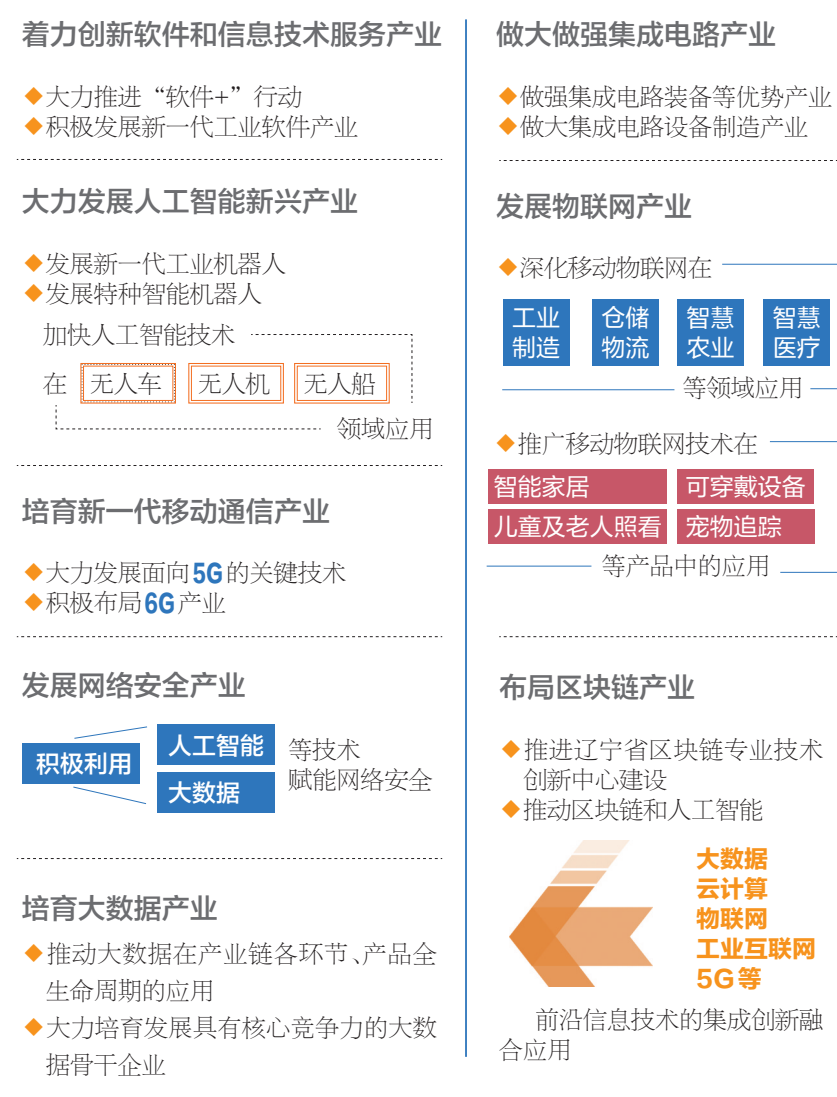 着力创新软件和信息技术服务产业
◆大力推进“软件+”行动
◆积极发展新一代工业软件产业
大力发展人工智能新兴产业
◆发展新一代工业机器人
◆发展特种智能机器人
加快人工智能技术
在 无人车 无人机 无人船
领域应用
培育新一代移动通信产业
◆大力发展面向5G的关键技术
◆积极布局6G产业
发展网络安全产业
积极利用
人工智能
大数据
等技术
赋能网络安全
培育大数据产业
◆推动大数据在产业链各环节、产品全
生命周期的应用
◆大力培育发展具有核心竞争力的大数
据骨干企业
做大做强集成电路产业
◆做强集成电路装备等优势产业
◆做大集成电路设备制造产业
发展物联网产业
◆深化移动物联网在
工业 仓储 智慧 智慧
制造 物流 农业 医疗
等领域应用
◆推广移动物联网技术在
智能家居 可穿戴设备
儿童及老人照看 宠物追踪
等产品中的应用
布局区块链产业
◆推进辽宁省区块链专业技术
创新中心建设
◆推动区块链和人工智能
大数据
云计算
物联网
工业互联网
5G等
前沿信息技术的集成创新融
合应用